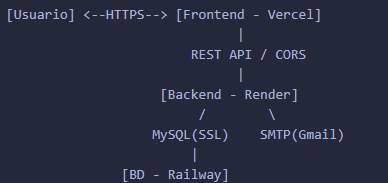 [Usuario] <--HTTPS--> [Frontend - Vercel]
|
REST API / CORS
|
[Backend - Render]
/ \
MySQL(SSL) SMTP(Gmail)
|
[BD - Railway]